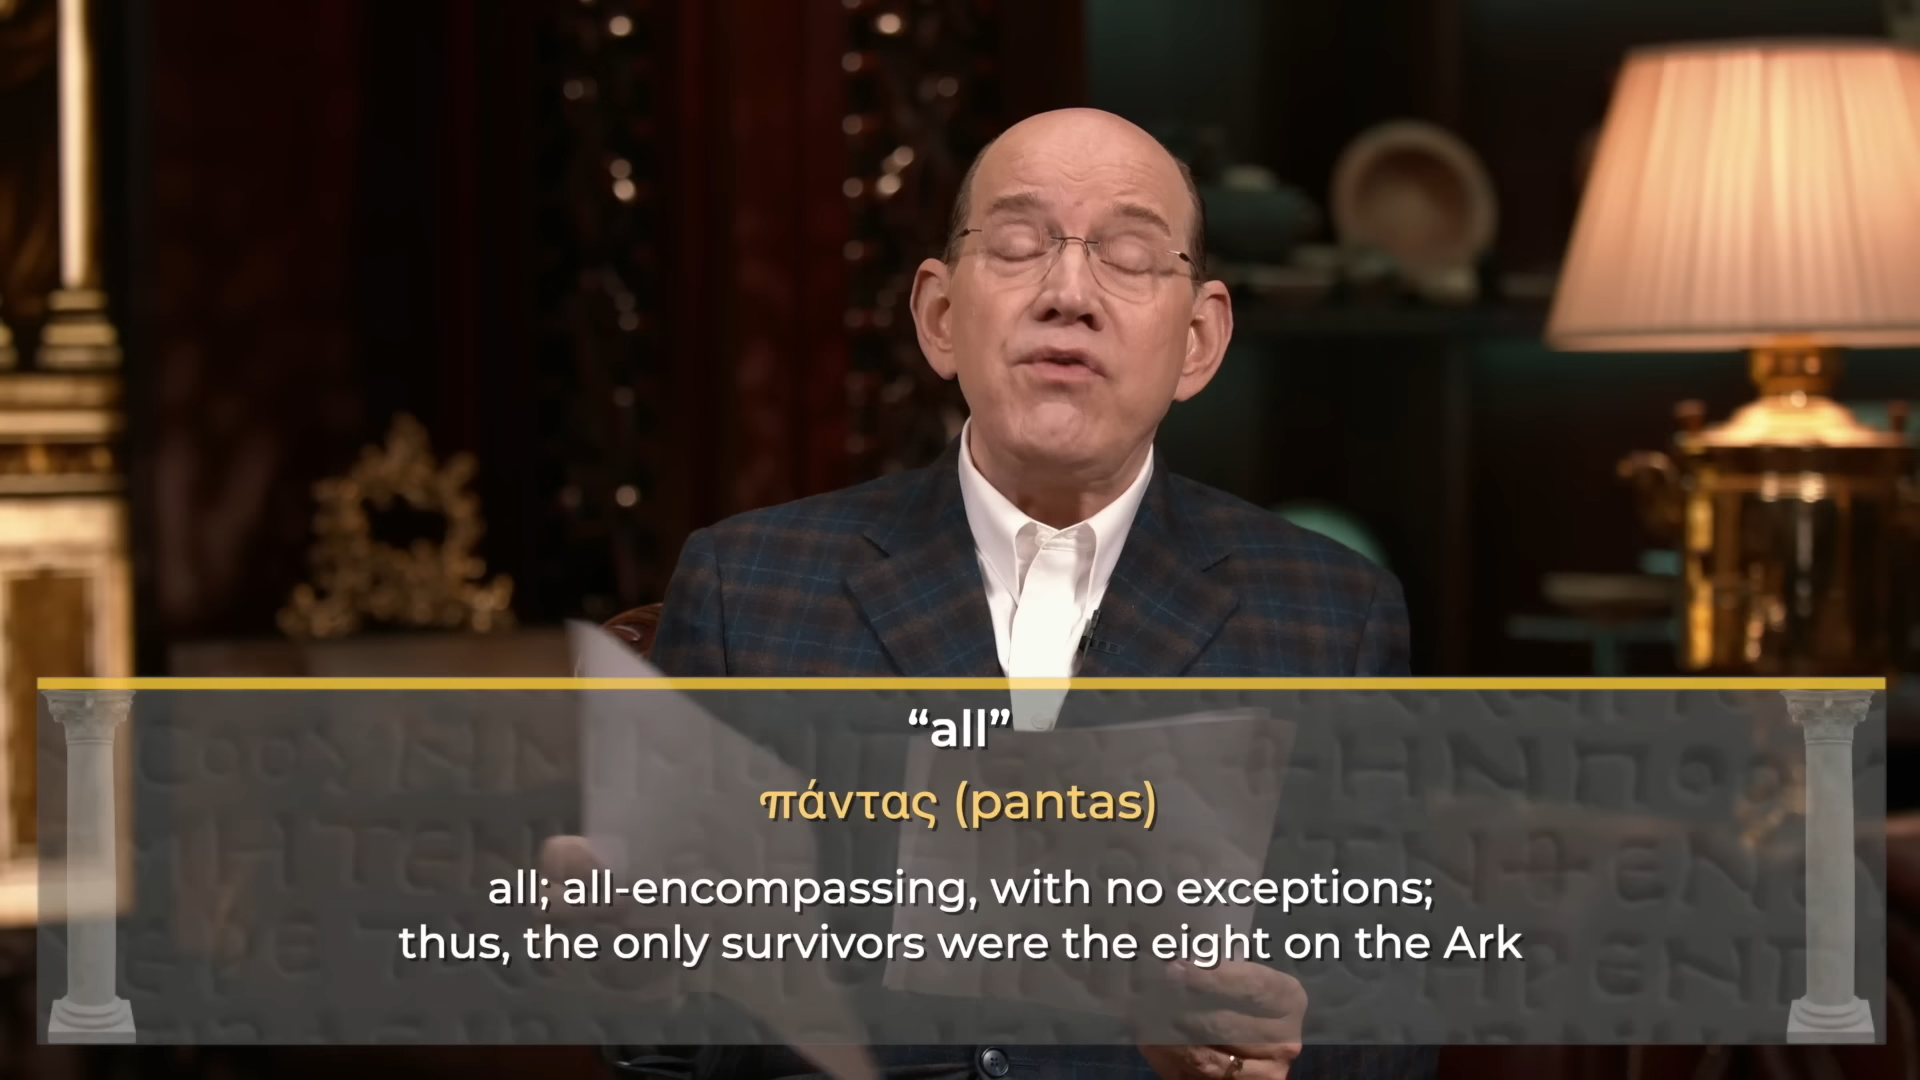 “all”
πάντας (pantas)
all; all-encompassing, with no exceptions;
thus, the only survivors were the eight on the Ark